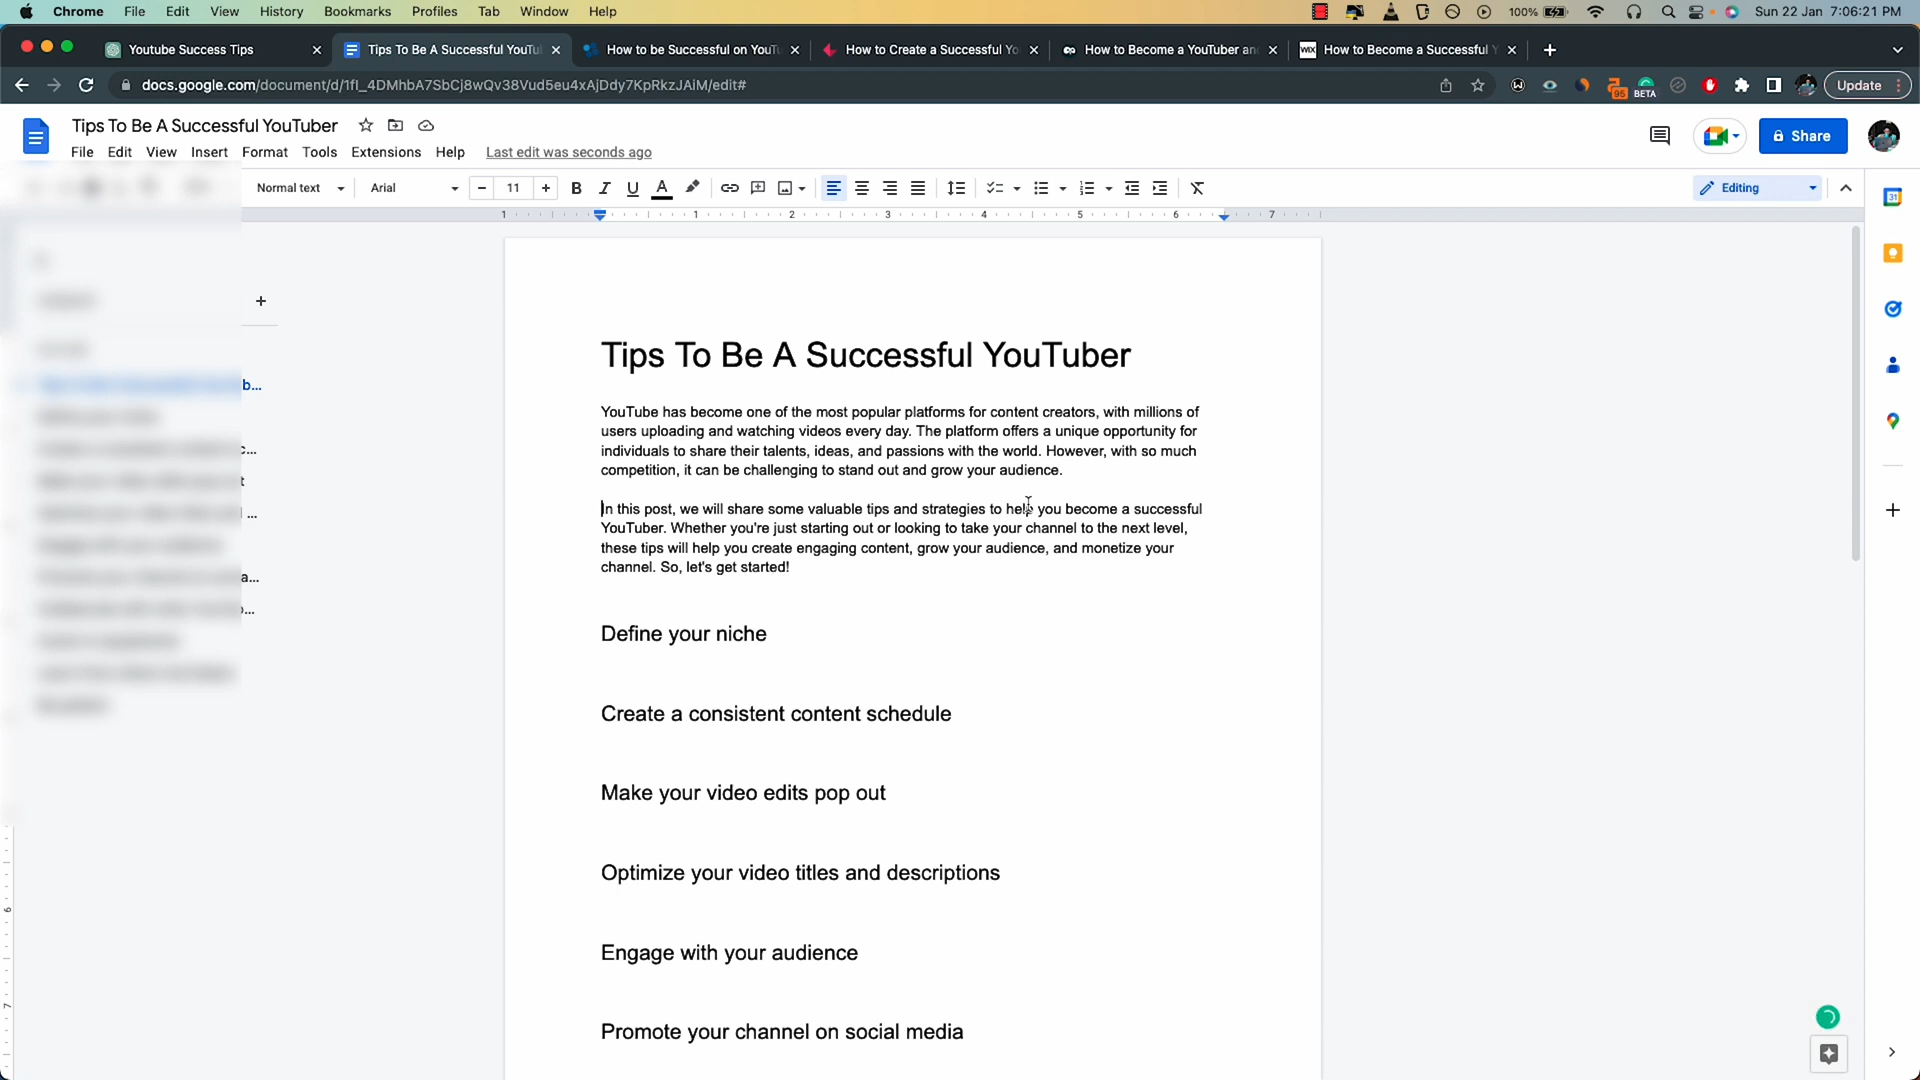 Chrome File Edit View History Bookmarks Profiles Tab Window Help 100% Sun 22 Jan 7:06:21 PM
Youtube Success Tips Tips To Be A Successful YouTu How to be Successful on YouTu How to Create a Successful Yo How to Become a YouTuber an WIX How to Become a Successful Y
docs.google.com/document/d/1fl_4DMhbA7SbCj8wQv38Vud5eu4xAjDdy7KpRkzJAiM/edit# 95 BETA Update
Tips To Be A Successful YouTuber
File Edit View Insert Format Tools Extensions Help Last edit was seconds ago Share
Normal text Arial 11 Editing
1 1 2 3 4 5 6 7
Tips To Be A Successful YouTuber
YouTube has become one of the most popular platforms for content creators, with millions of
users uploading and watching videos every day. The platform offers a unique opportunity for
individuals to share their talents, ideas, and passions with the world. However, with so much
competition, it can be challenging to stand out and grow your audience.
In this post, we will share some valuable tips and strategies to help you become a successful
YouTuber. Whether you're just starting out or looking to take your channel to the next level,
these tips will help you create engaging content, grow your audience, and monetize your
channel. So, let's get started!
Define your niche
Create a consistent content schedule
Make your video edits pop out
Optimize your video titles and descriptions
Engage with your audience
Promote your channel on social media